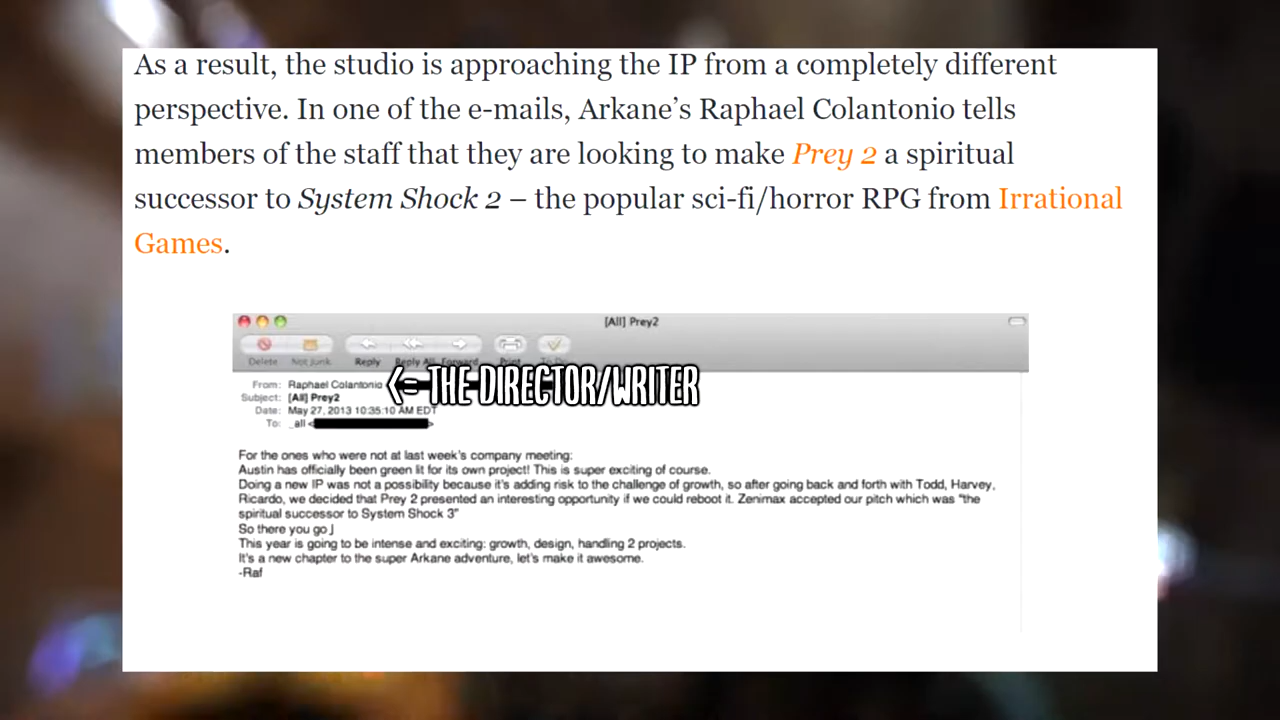 As a result, the studio is approaching the IP from a completely different
perspective. In one of the e-mails, Arkane’s Raphael Colantonio tells
members of the staff that they are looking to make Prey 2 a spiritual
successor to System Shock 2 – the popular sci-fi/horror RPG from Irrational
Games.
[All] Prey2
Delete Not Junk Reply Reply All Forward Print To Do
From: Raphael Colantonio <= THE DIRECTOR/WRITER
Subject: [All] Prey2
Date: May 27, 2013 10:35:10 AM EDT
To: _all < >
For the ones who were not at last week's company meeting:
Austin has officially been green lit for its own project! This is super exciting of course.
Doing a new IP was not a possibility because it's adding risk to the challenge of growth, so after going back and forth with Todd, Harvey,
Ricardo, we decided that Prey 2 presented an interesting opportunity if we could reboot it. Zenimax accepted our pitch which was "the
spiritual successor to System Shock 3"
So there you go J
This year is going to be intense and exciting: growth, design, handling 2 projects.
It's a new chapter to the super Arkane adventure, let's make it awesome.
-Raf